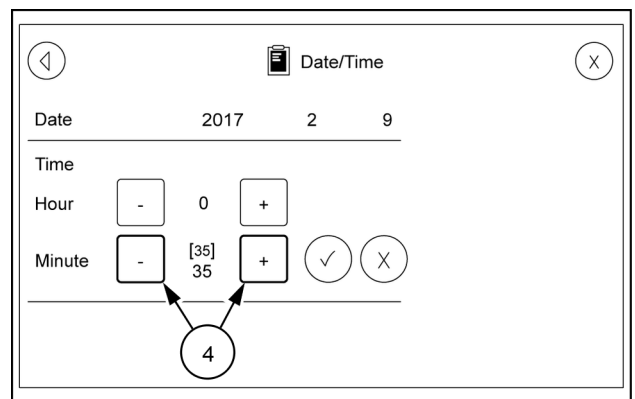 Date/Time
X
Date 2017 2 9
Time
Hour - 0 +
[35]
Minute - 35 + X
4